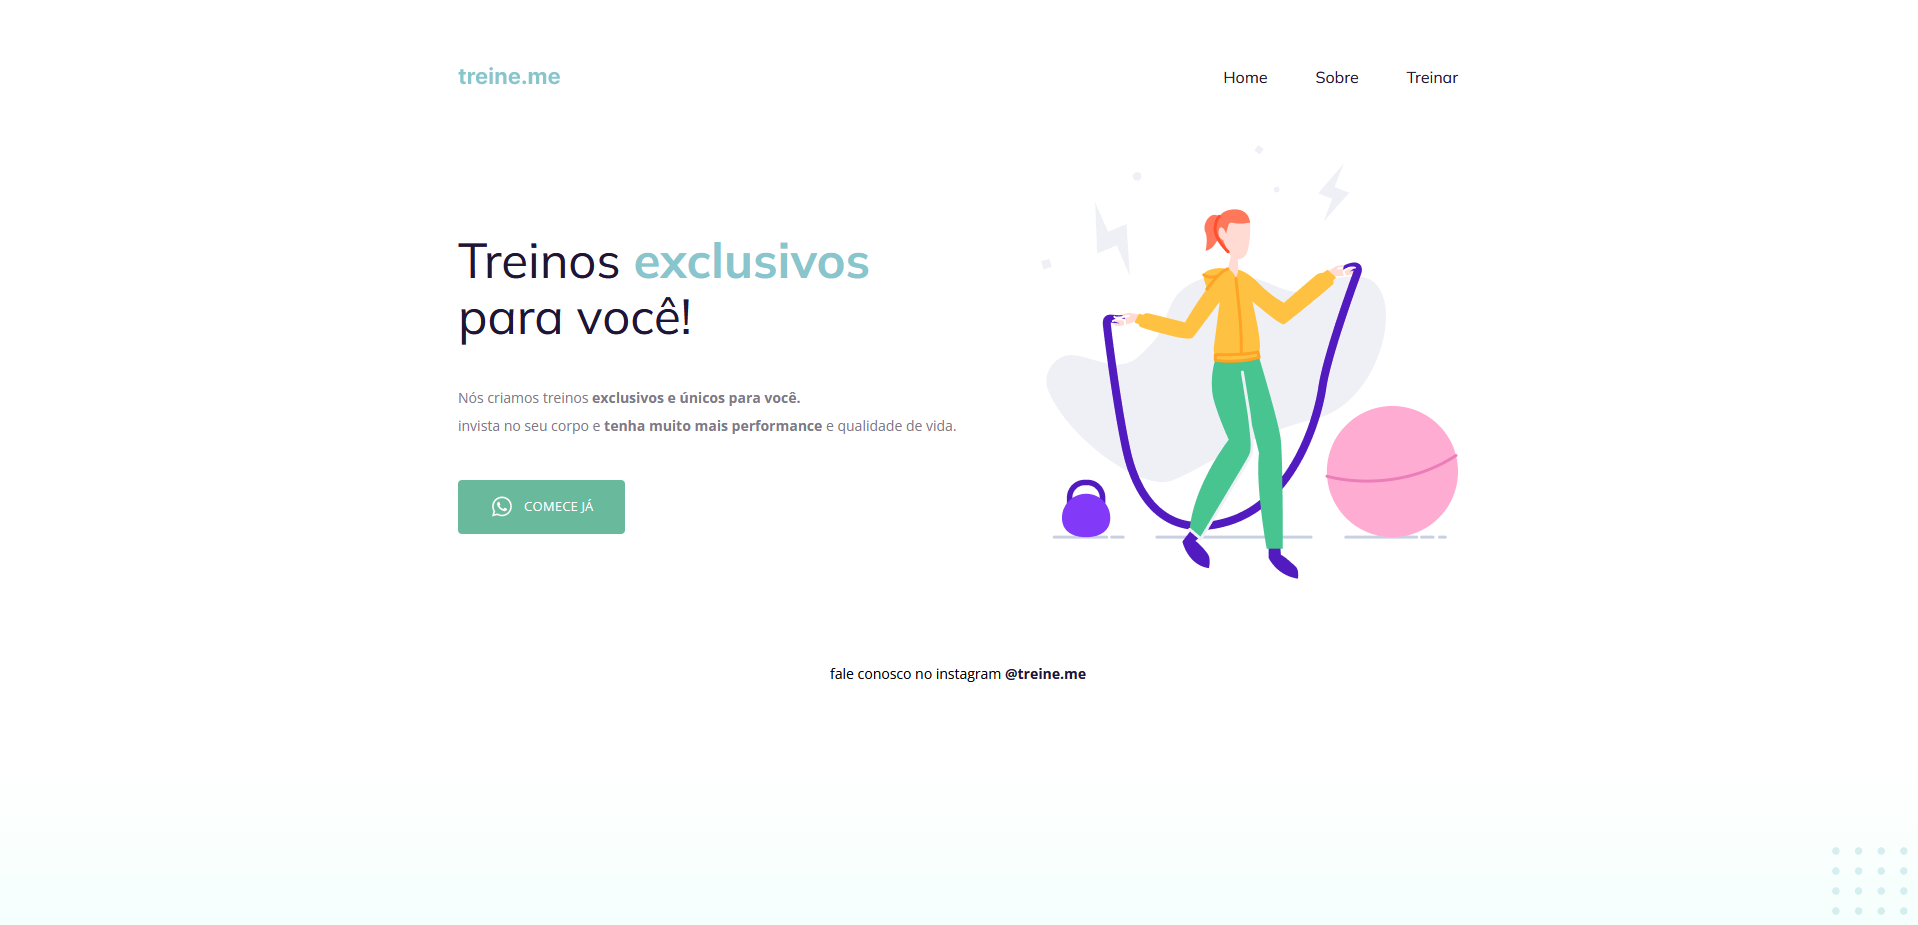 treine.me
Home Sobre Treinar
Treinos exclusivos
para você!
Nós criamos treinos exclusivos e únicos para você.
invista no seu corpo e tenha muito mais performance e qualidade de vida.
COMECE JÁ
fale conosco no instagram @treine.me